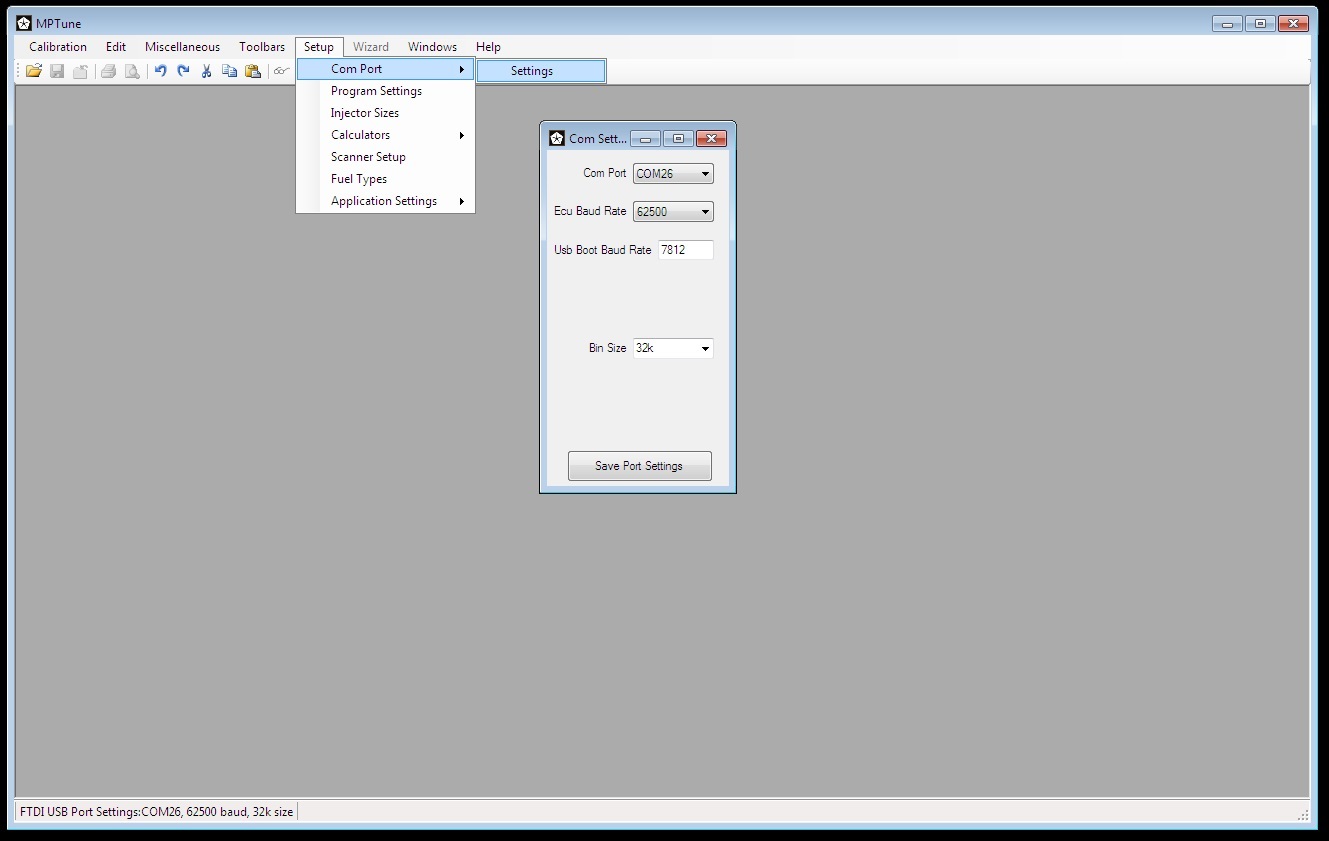 MPTune
Calibration Edit Miscellaneous Toolbars Setup Wizard Windows Help
Com Port
Settings
Program Settings
Injector Sizes
Calculators
Scanner Setup
Fuel Types
Application Settings
Com Sett...
Com Port COM26
Ecu Baud Rate 62500
Usb Boot Baud Rate 7812
Bin Size 32k
Save Port Settings
FTDI USB Port Settings:COM26, 62500 baud, 32k size